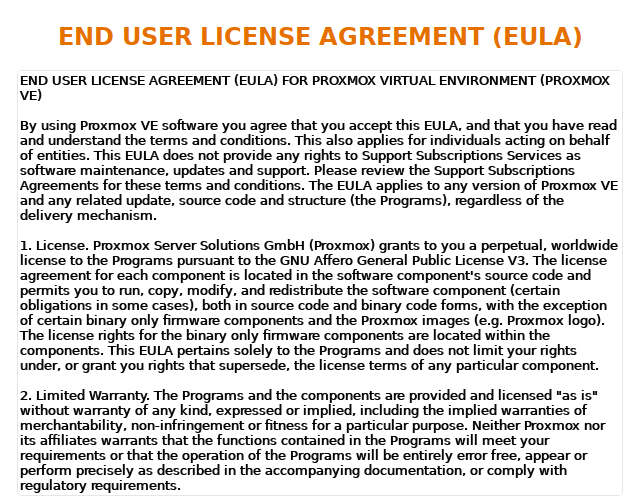 END USER LICENSE AGREEMENT (EULA)
END USER LICENSE AGREEMENT (EULA) FOR PROXMOX VIRTUAL ENVIRONMENT (PROXMOX
VE)
By using Proxmox VE software you agree that you accept this EULA, and that you have read
and understand the terms and conditions. This also applies for individuals acting on behalf
of entities. This EULA does not provide any rights to Support Subscriptions Services as
software maintenance, updates and support. Please review the Support Subscriptions
Agreements for these terms and conditions. The EULA applies to any version of Proxmox VE
and any related update, source code and structure (the Programs), regardless of the
delivery mechanism.
1. License. Proxmox Server Solutions GmbH (Proxmox) grants to you a perpetual, worldwide
license to the Programs pursuant to the GNU Affero General Public License V3. The license
agreement for each component is located in the software component's source code and
permits you to run, copy, modify, and redistribute the software component (certain
obligations in some cases), both in source code and binary code forms, with the exception
of certain binary only firmware components and the Proxmox images (e.g. Proxmox logo).
The license rights for the binary only firmware components are located within the
components. This EULA pertains solely to the Programs and does not limit your rights
under, or grant you rights that supersede, the license terms of any particular component.
2. Limited Warranty. The Programs and the components are provided and licensed "as is"
without warranty of any kind, expressed or implied, including the implied warranties of
merchantability, non-infringement or fitness for a particular purpose. Neither Proxmox nor
its affiliates warrants that the functions contained in the Programs will meet your
requirements or that the operation of the Programs will be entirely error free, appear or
perform precisely as described in the accompanying documentation, or comply with
regulatory requirements.